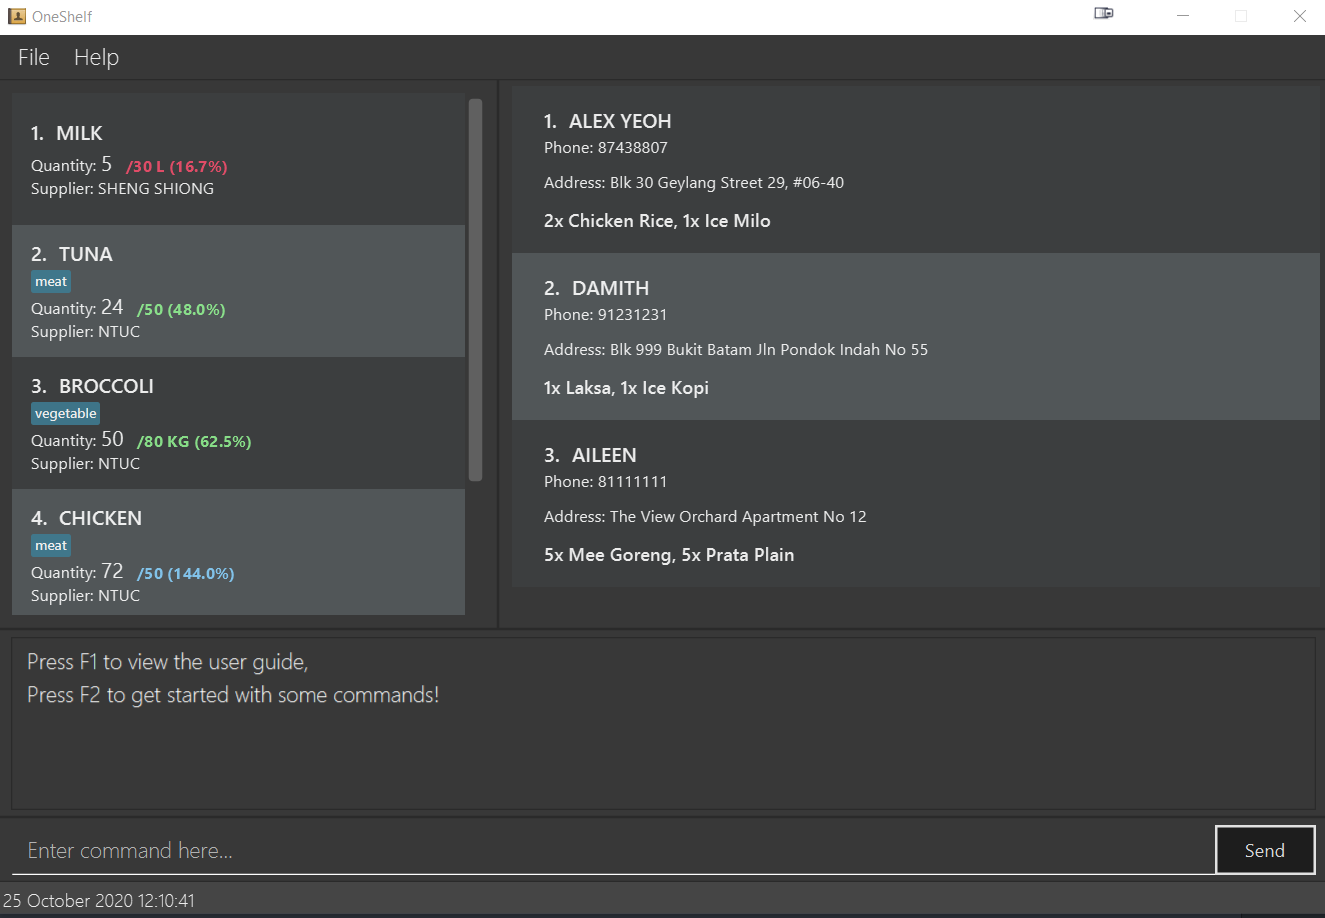 OneShelf
File Help
1. MILK
Quantity: 5 /30 L (16.7%)
Supplier: SHENG SHIONG
2. TUNA
meat
Quantity: 24 /50 (48.0%)
Supplier: NTUC
3. BROCCOLI
vegetable
Quantity: 50 /80 KG (62.5%)
Supplier: NTUC
4. CHICKEN
meat
Quantity: 72 /50 (144.0%)
Supplier: NTUC
1. ALEX YEOH
Phone: 87438807
Address: Blk 30 Geylang Street 29, #06-40
2x Chicken Rice, 1x Ice Milo
2. DAMITH
Phone: 91231231
Address: Blk 999 Bukit Batam Jln Pondok Indah No 55
1x Laksa, 1x Ice Kopi
3. AILEEN
Phone: 81111111
Address: The View Orchard Apartment No 12
5x Mee Goreng, 5x Prata Plain
Press F1 to view the user guide,
Press F2 to get started with some commands!
Enter command here...
Send
25 October 2020 12:10:41